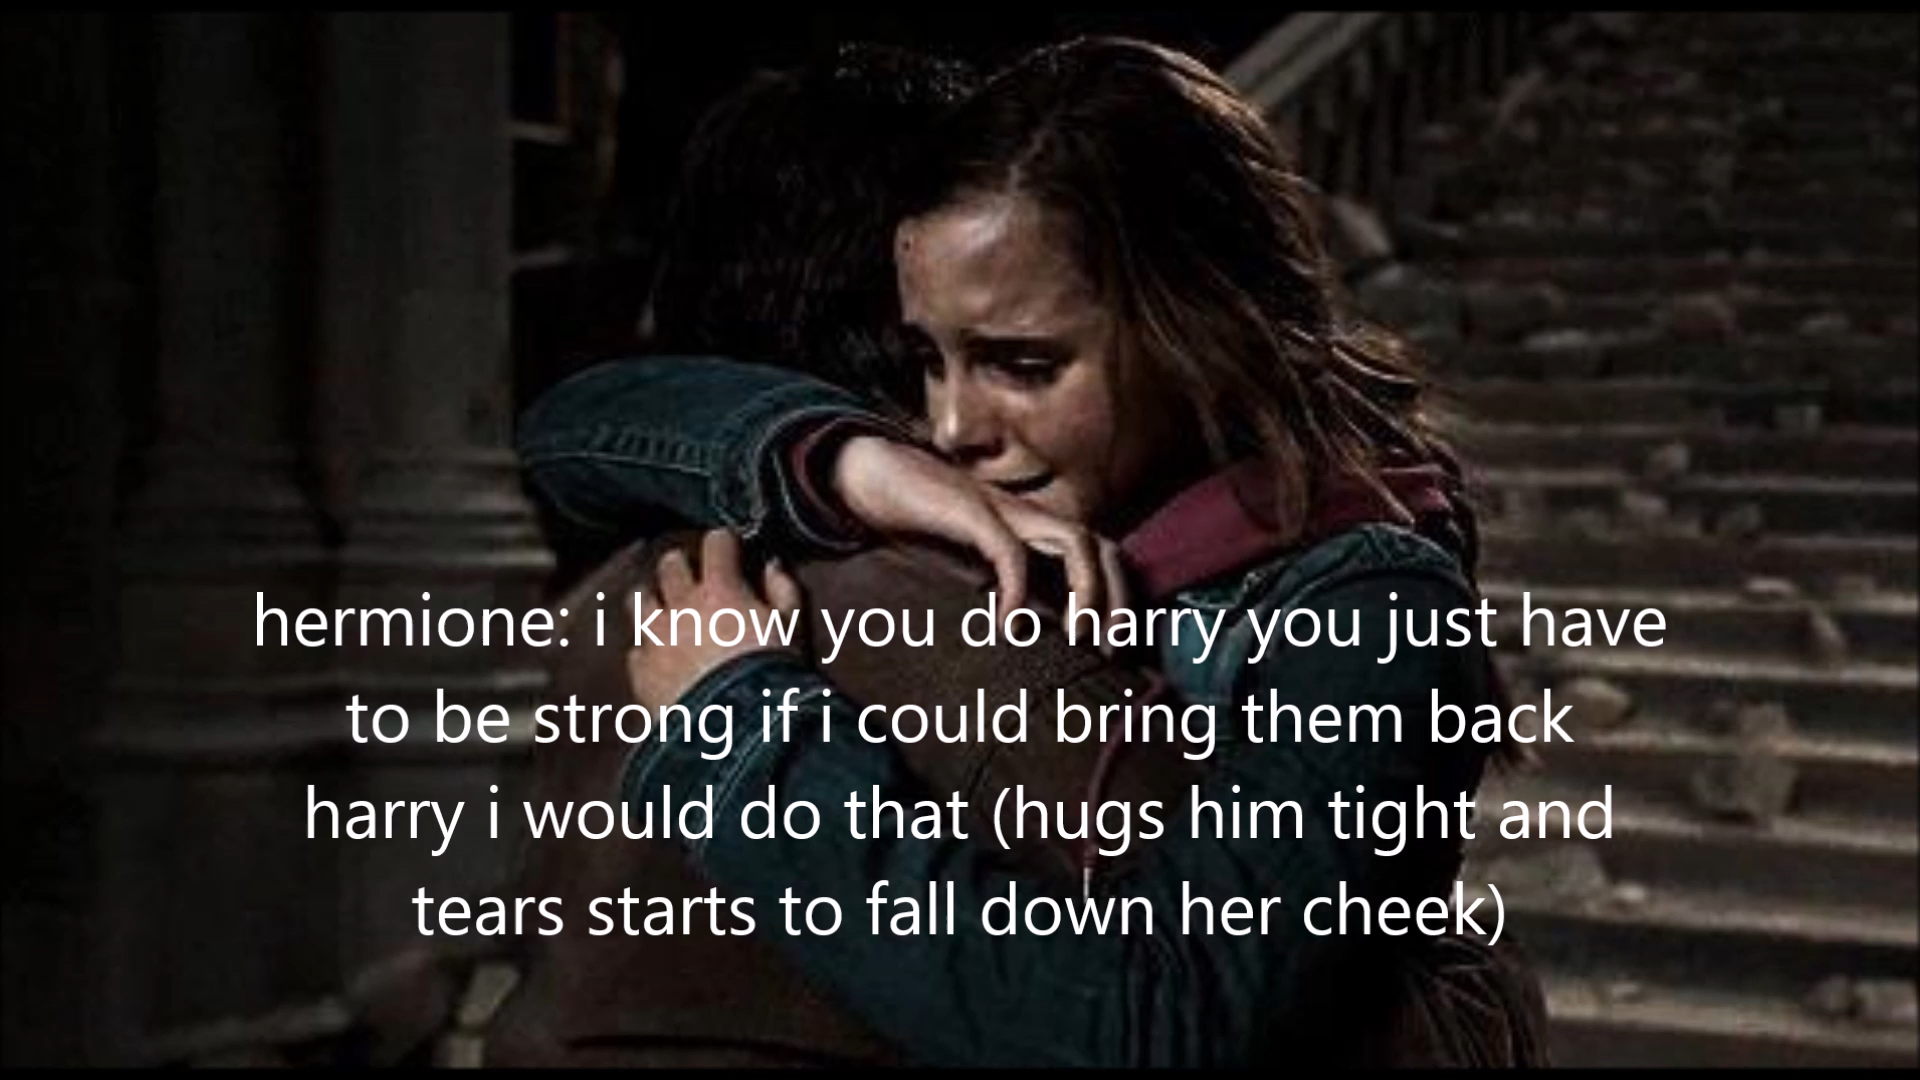 hermione: i know you do harry you just have
to be strong if i could bring them back
harry i would do that (hugs him tight and
tears starts to fall down her cheek)